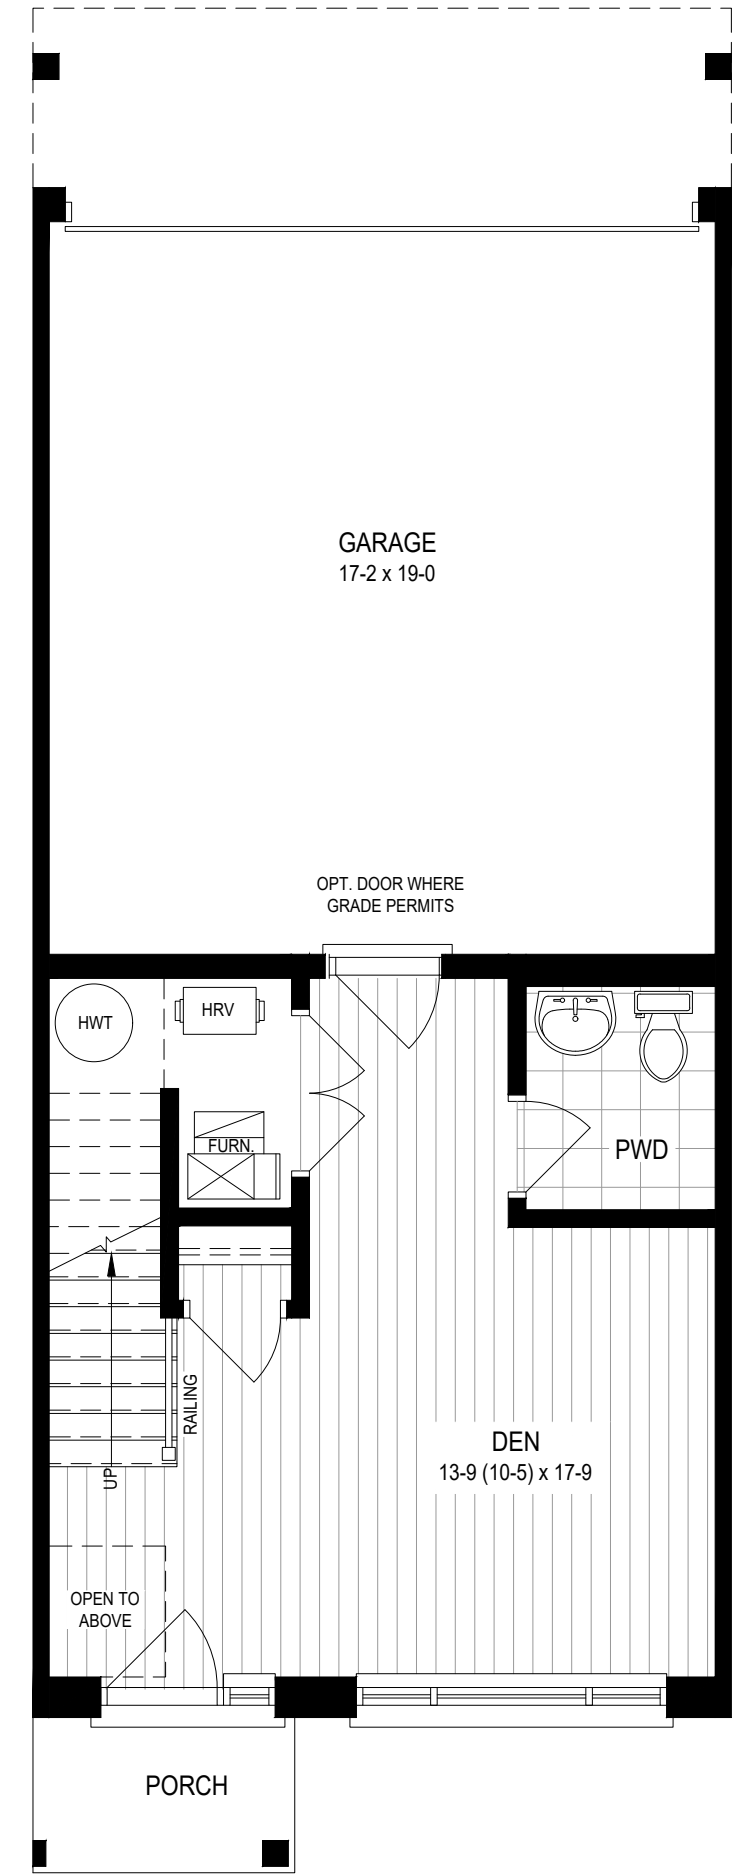 GARAGE
17-2 x 19-0
OPT. DOOR WHERE
GRADE PERMITS
HWT
HRV
FURN.
PWD
RAILING
DEN
13-9 (10-5) x 17-9
UP
OPEN TO
ABOVE
PORCH